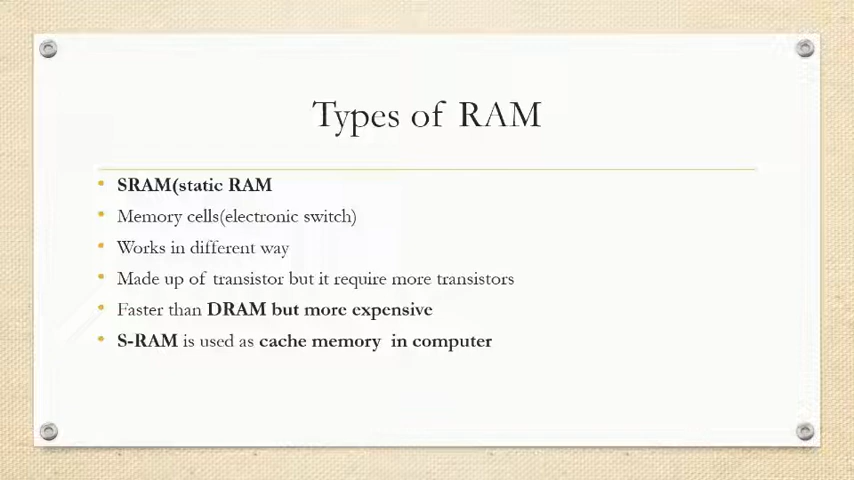 Types of RAM
SRAM(static RAM
Memory cells(electronic switch)
Works in different way
Made up of transistor but it require more transistors
Faster than DRAM but more expensive
S-RAM is used as cache memory in computer